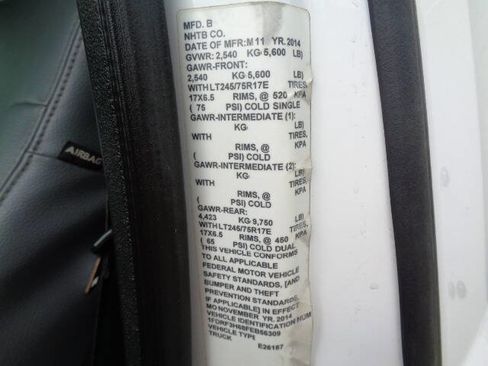 MFD. B
NHTB CO.
DATE OF MFR: M 11 YR. 2014
GVWR: 2,540 KG 5,600 LB)
GAWR-FRONT:
2,540 KG 5,600 LB)
WITH LT245/75R17E TIRES,
17X6.5 RIMS, @ 520 KPA
( 75 PSI) COLD SINGLE
GAWR-INTERMEDIATE (1):
KG LB)
WITH TIRES,
RIMS, @ KPA
( PSI) COLD
GAWR-INTERMEDIATE (2):
KG LB)
WITH TIRES,
RIMS, @ KPA
( PSI) COLD
GAWR-REAR:
4,423 KG 9,750 LB)
WITH LT245/75R17E TIRES,
17X6.5 RIMS, @ 450 KPA
( 65 PSI) COLD DUAL
THIS VEHICLE CONFORMS
TO ALL APPLICABLE
FEDERAL MOTOR VEHICLE
SAFETY STANDARDS, [AND
BUMPER AND THEFT
PREVENTION STANDARDS,
IF APPLICABLE] IN EFFECT
MO NOVEMBER YR. 2014
VEHICLE IDENTIFICATION NUM
1FDRF3H68FEB56309
VEHICLE TYPE
TRUCK E26187
AIRBAG